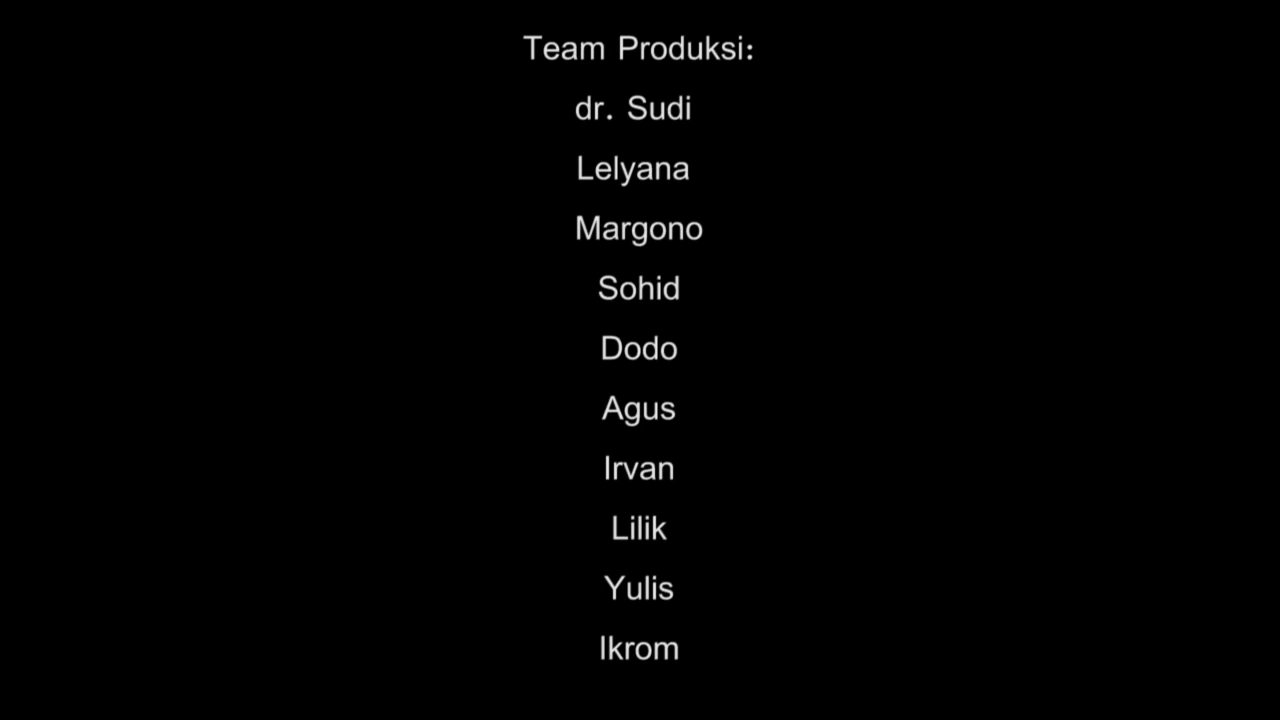 Team Produksi:
dr. Sudi
Lelyana
Margono
Sohid
Dodo
Agus
Irvan
Lilik
Yulis
Ikrom